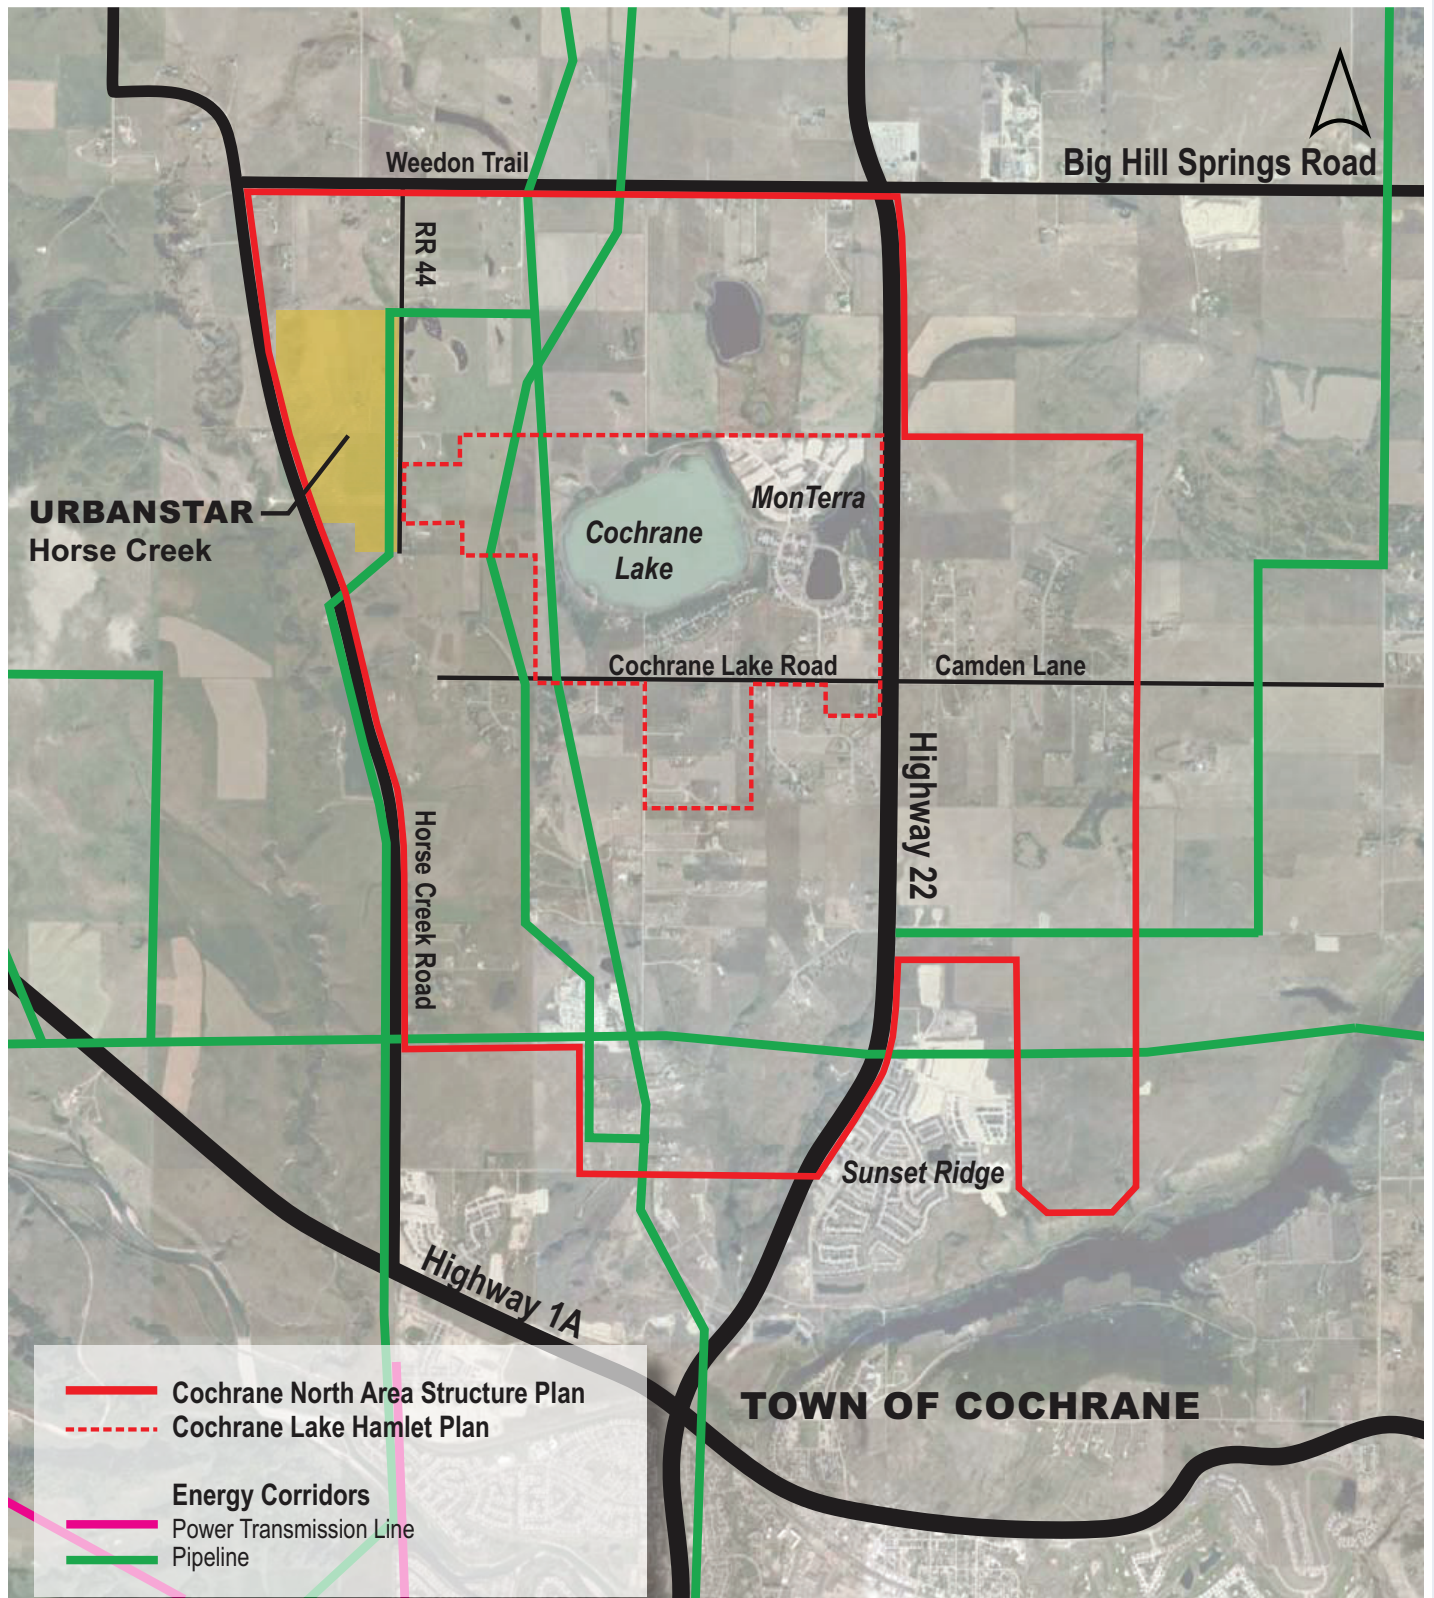 Weedon Trail
Big Hill Springs Road
RR 44
URBANSTAR
Horse Creek
MonTerra
Cochrane
Lake
Cochrane Lake Road
Camden Lane
Highway 22
Horse Creek Road
Sunset Ridge
Highway 1A
TOWN OF COCHRANE
Cochrane North Area Structure Plan
Cochrane Lake Hamlet Plan
Energy Corridors
Power Transmission Line
Pipeline